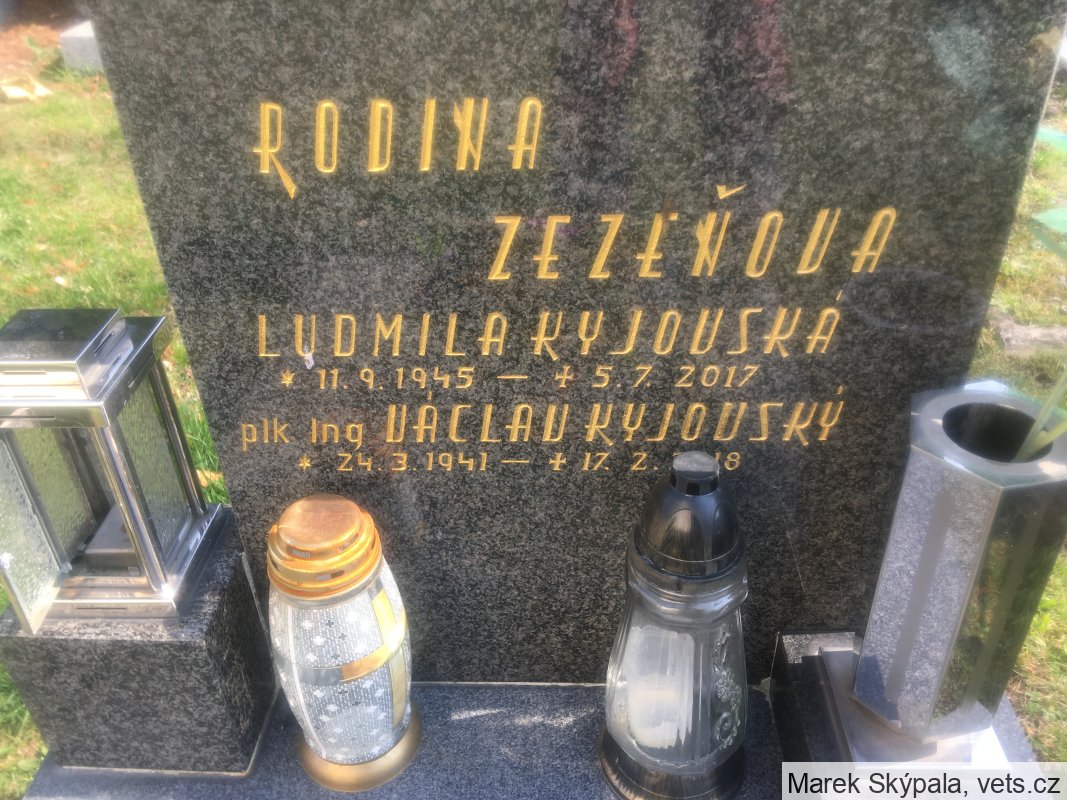 RODINA
ZEZEŇOVA
LUDMILA KYJOVSKÁ
* 11. 9. 1945 — + 5. 7. 2017
plk Ing VÁCLAV KYJOVSKÝ
* 24. 3. 1941 — + 17. 2.
Marek Skýpala, vets.cz